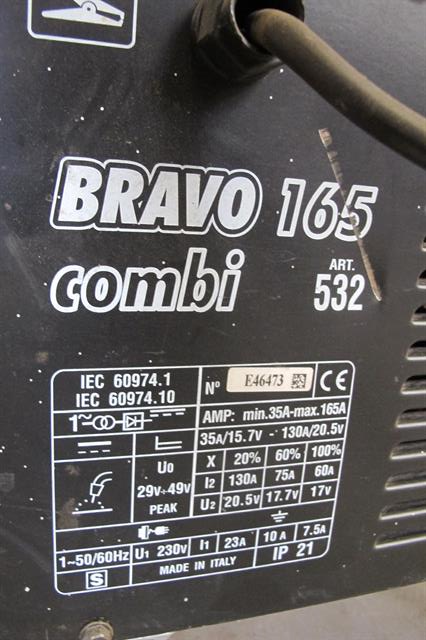 BRAVO 165
combi
ART.
532
IEC 60974.1
IEC 60974.10
N° E46473 CE
1~
AMP: min.35A-max.165A
35A/15.7V - 130A/20.5V
X 20% 60% 100%
U0
I2 130A 75A 60A
29V÷49V
PEAK
U2 20.5V 17.7V 17V
1~50/60Hz U1 230V I1 23A 10A 7.5A
S
MADE IN ITALY
IP 21